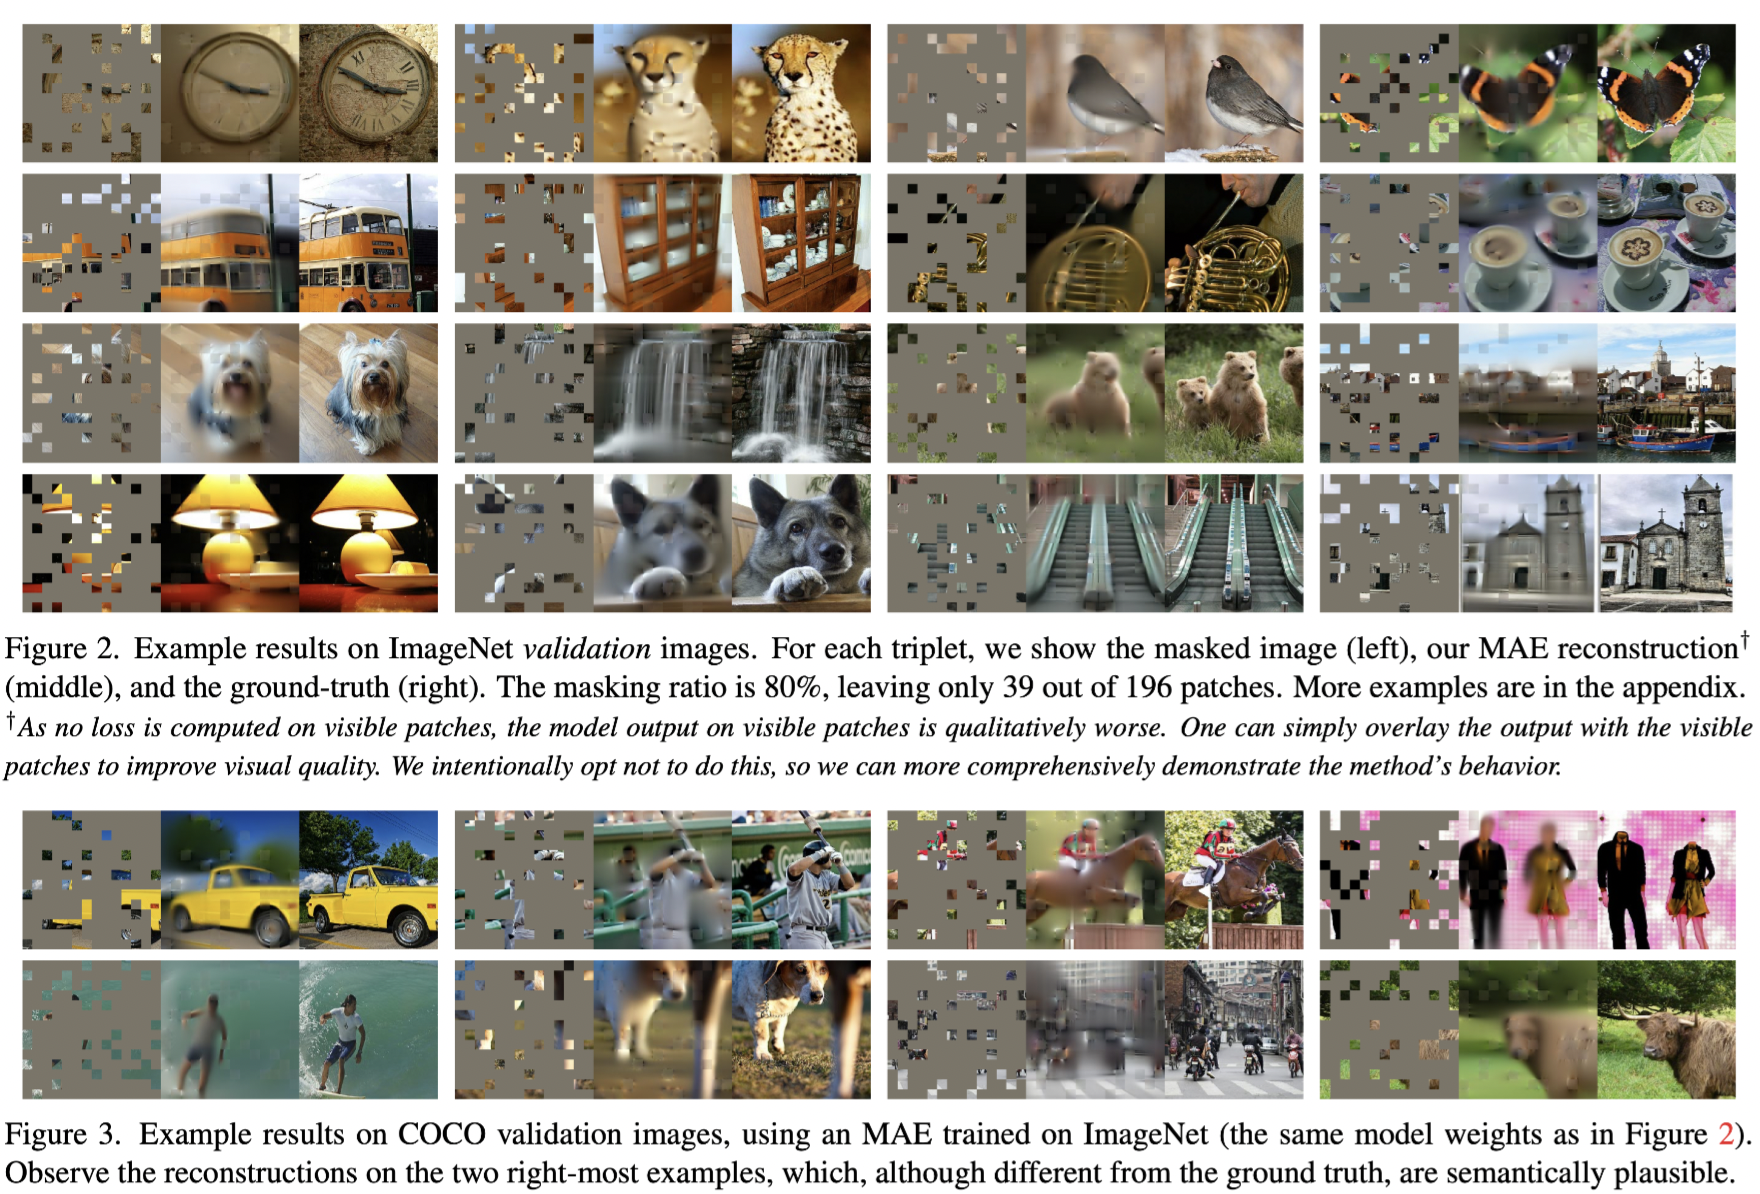 Figure 2. Example results on ImageNet validation images. For each triplet, we show the masked image (left), our MAE reconstruction†
(middle), and the ground-truth (right). The masking ratio is 80%, leaving only 39 out of 196 patches. More examples are in the appendix.
†As no loss is computed on visible patches, the model output on visible patches is qualitatively worse. One can simply overlay the output with the visible
patches to improve visual quality. We intentionally opt not to do this, so we can more comprehensively demonstrate the method's behavior.
Figure 3. Example results on COCO validation images, using an MAE trained on ImageNet (the same model weights as in Figure 2).
Observe the reconstructions on the two right-most examples, which, although different from the ground truth, are semantically plausible.